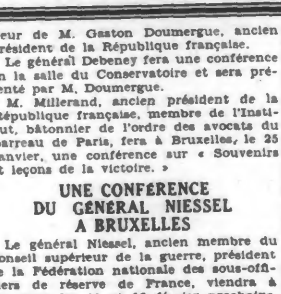 eur de M. Gaston Doumergue, ancien
résident de la République française.
Le général Debeney fera une conférence
n la salle du Conservatoire et sera pré-
enté par M. Doumergue.
M. Millerand, ancien président de la
épublique française, membre de l'Insti-
ut, bâtonnier de l'ordre des avocats du
arreau de Paris, fera à Bruxelles, le 25
anvier, une conférence sur « Souvenirs
t leçons de la victoire. »
UNE CONFÉRENCE
DU GÉNÉRAL NIESSEL
A BRUXELLES
Le général Niessel, ancien membre du
onseil supérieur de la guerre, président
e la Fédération nationale des sous-offi-
iers de réserve de France, viendra à